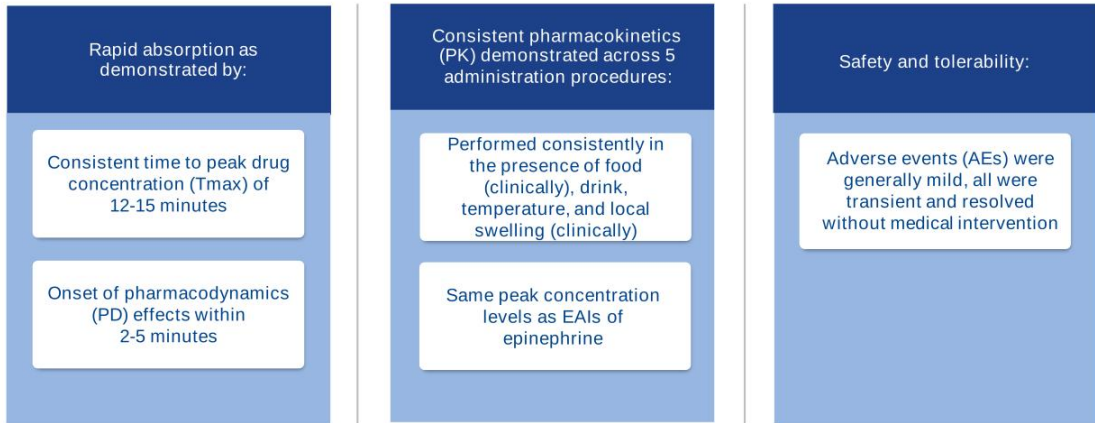 Rapid absorption as
demonstrated by:
Consistent time to peak drug
concentration (Tmax) of
12-15 minutes
Onset of pharmacodynamics
(PD) effects within
2-5 minutes
Consistent pharmacokinetics
(PK) demonstrated across 5
administration procedures:
Performed consistently in
the presence of food
(clinically), drink,
temperature, and local
swelling (clinically)
Same peak concentration
levels as EAIs of
epinephrine
Safety and tolerability:
Adverse events (AEs) were
generally mild, all were
transient and resolved
without medical intervention